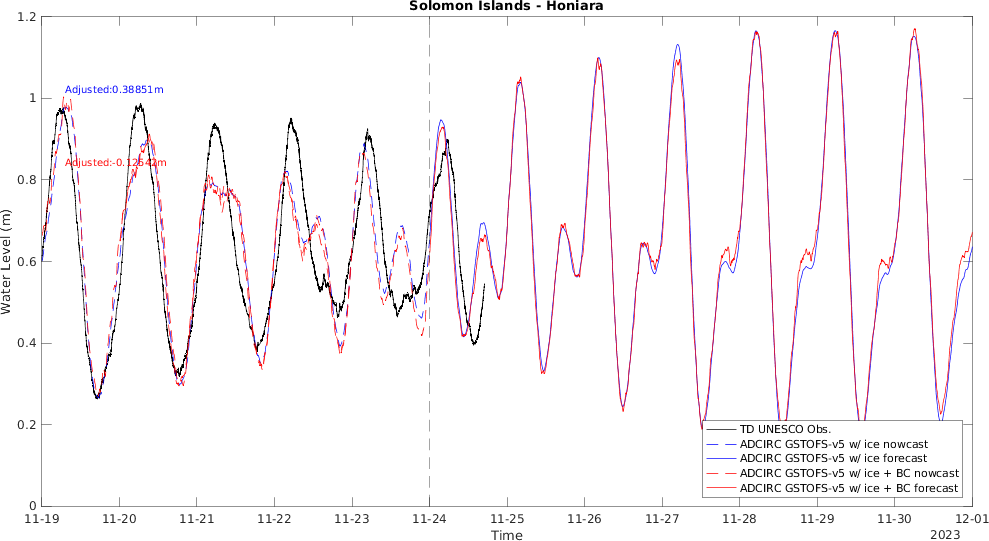 Solomon Islands - Honiara
1.2
1
0.8
0.6
0.4
0.2
0
Water Level (m)
Adjusted:0.38851m
Adjusted:-0.12542m
TD UNESCO Obs.
ADCIRC GSTOFS-v5 w/ ice nowcast
ADCIRC GSTOFS-v5 w/ ice forecast
ADCIRC GSTOFS-v5 w/ ice + BC nowcast
ADCIRC GSTOFS-v5 w/ ice + BC forecast
11-19 11-20 11-21 11-22 11-23 11-24 11-25 11-26 11-27 11-28 11-29 11-30 12-01
Time
2023